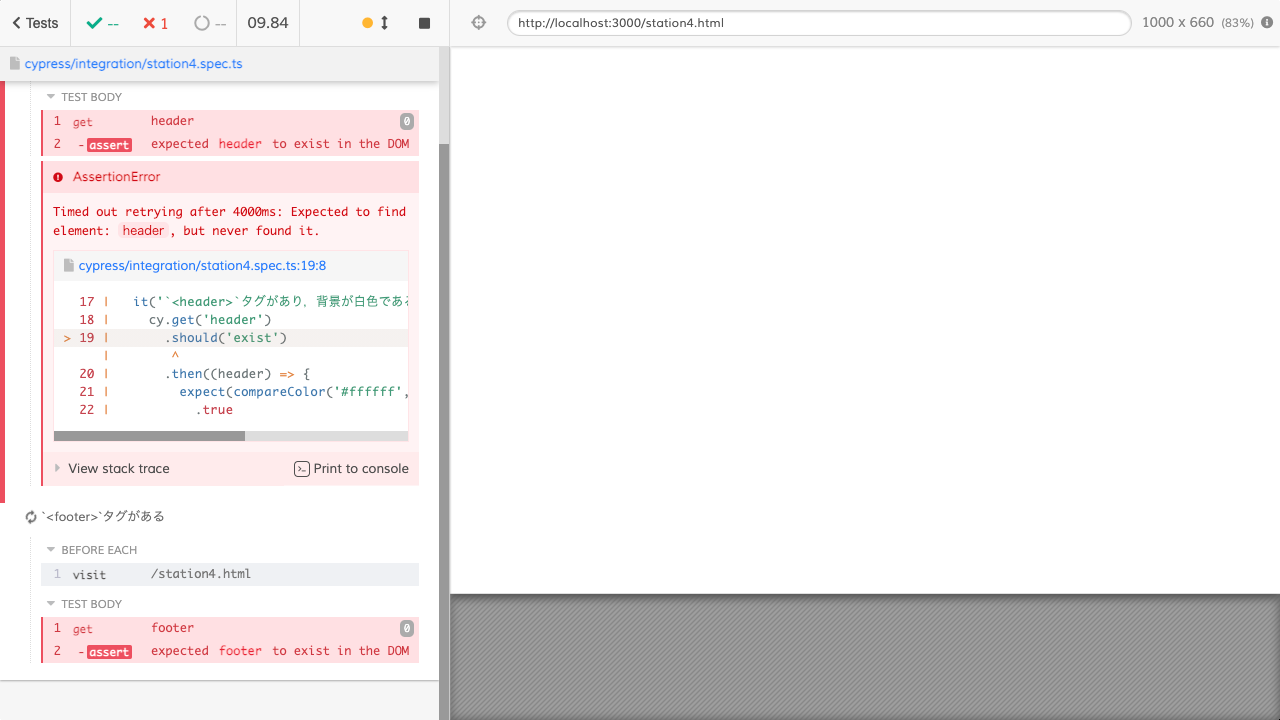 Tests
--
1
--
09.84
http://localhost:3000/station4.html
1000 x 660 (83%)
cypress/integration/station4.spec.ts
TEST BODY
1 get header 0
2 -assert expected header to exist in the DOM
AssertionError
Timed out retrying after 4000ms: Expected to find
element: header, but never found it.
cypress/integration/station4.spec.ts:19:8
17 | it('`<header>`タグがあり、背景が白色である
18 | cy.get('header')
> 19 | .should('exist')
| ^
20 | .then((header) => {
21 | expect(compareColor('#ffffff',
22 | .true
View stack trace
Print to console
`<footer>`タグがある
BEFORE EACH
1 visit /station4.html
TEST BODY
1 get footer 0
2 -assert expected footer to exist in the DOM